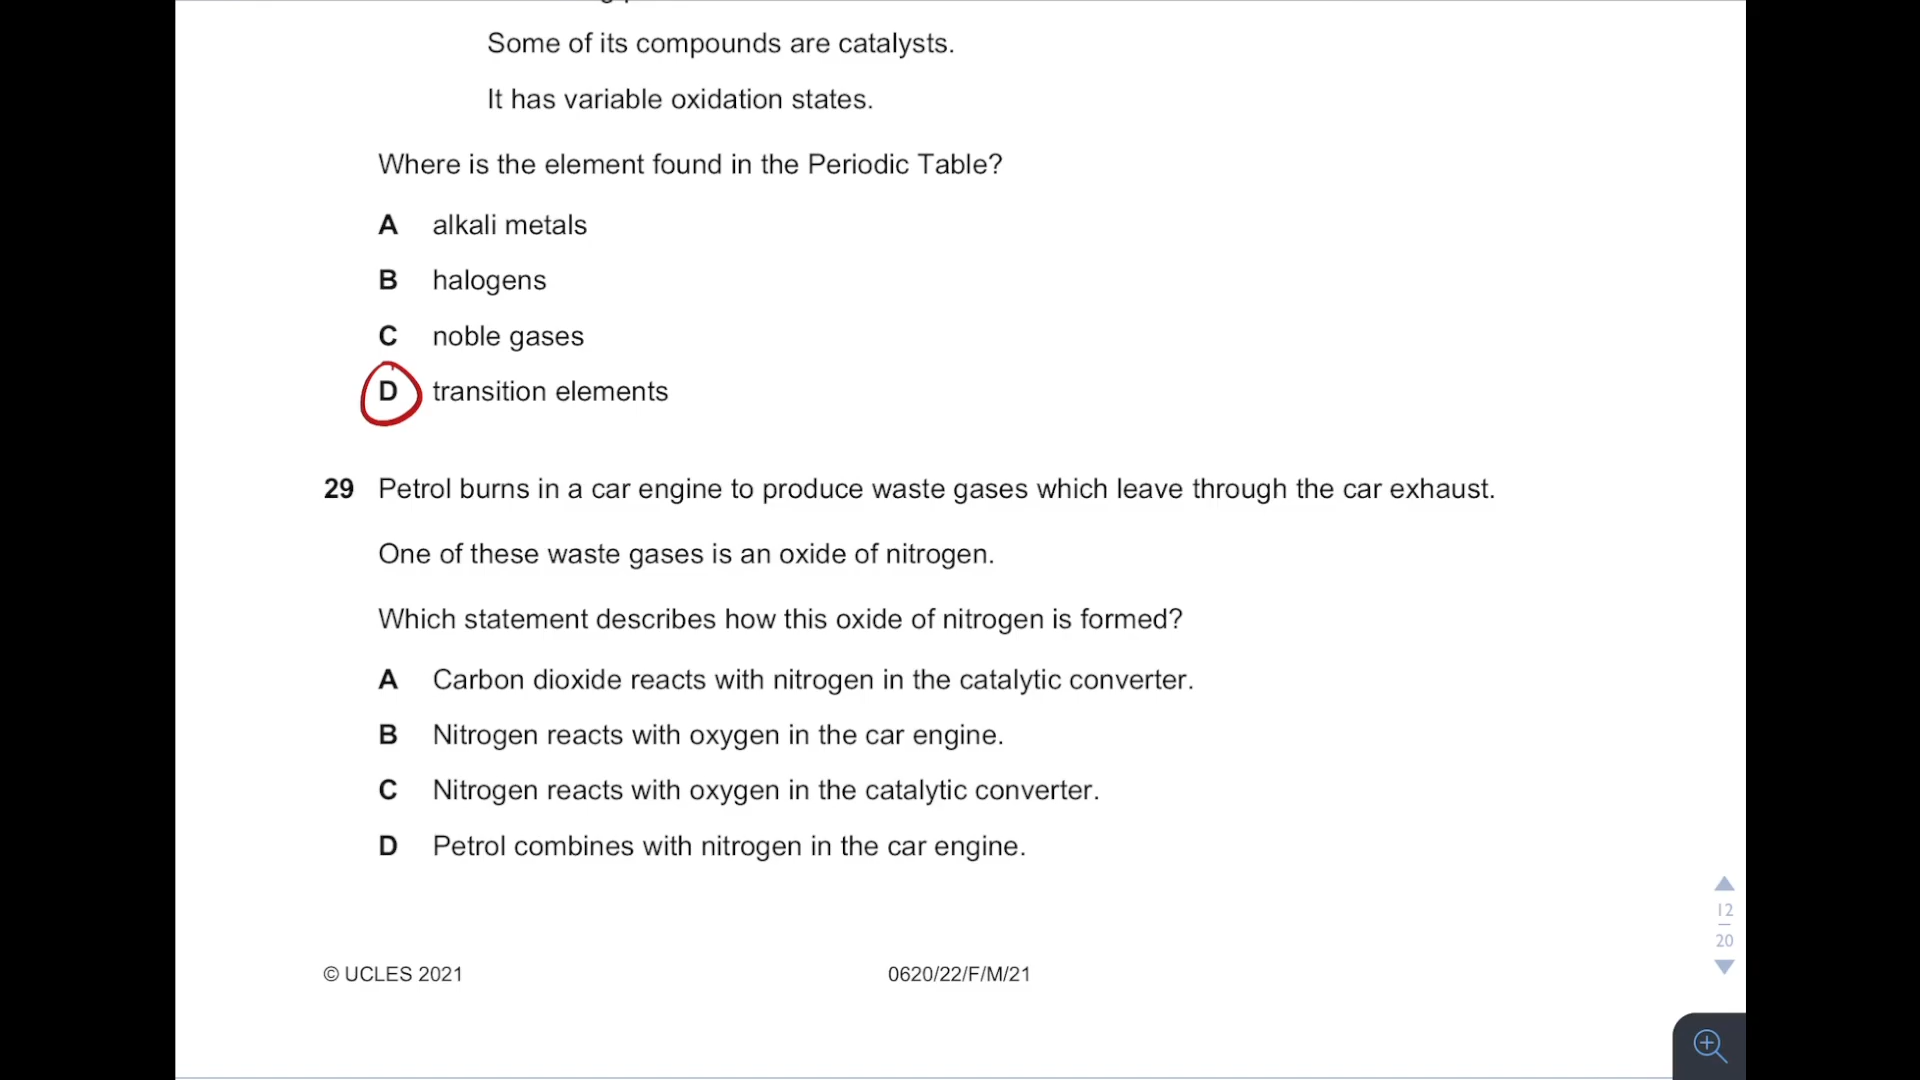 Some of its compounds are catalysts.
It has variable oxidation states.
Where is the element found in the Periodic Table?
A alkali metals
B halogens
C noble gases
D transition elements
29 Petrol burns in a car engine to produce waste gases which leave through the car exhaust.
One of these waste gases is an oxide of nitrogen.
Which statement describes how this oxide of nitrogen is formed?
A Carbon dioxide reacts with nitrogen in the catalytic converter.
B Nitrogen reacts with oxygen in the car engine.
C Nitrogen reacts with oxygen in the catalytic converter.
D Petrol combines with nitrogen in the car engine.
12
20
© UCLES 2021 0620/22/F/M/21